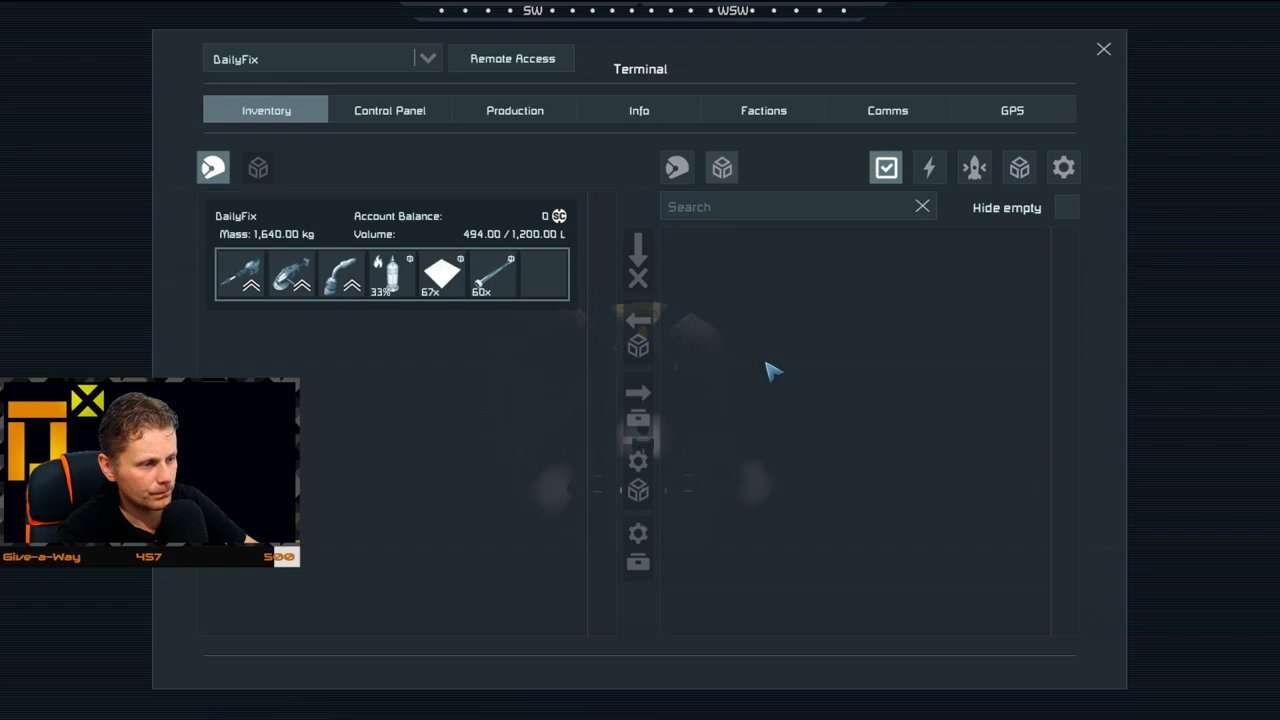 SW WSW
DailyFix Remote Access
Terminal
Inventory Control Panel Production Info Factions Comms GPS
Search Hide empty
DailyFix Account Balance: 0 SC
Mass: 1,640.00 kg Volume: 494.00 / 1,200.00 L
33% 67x 60x
Give-a-Way 457 500